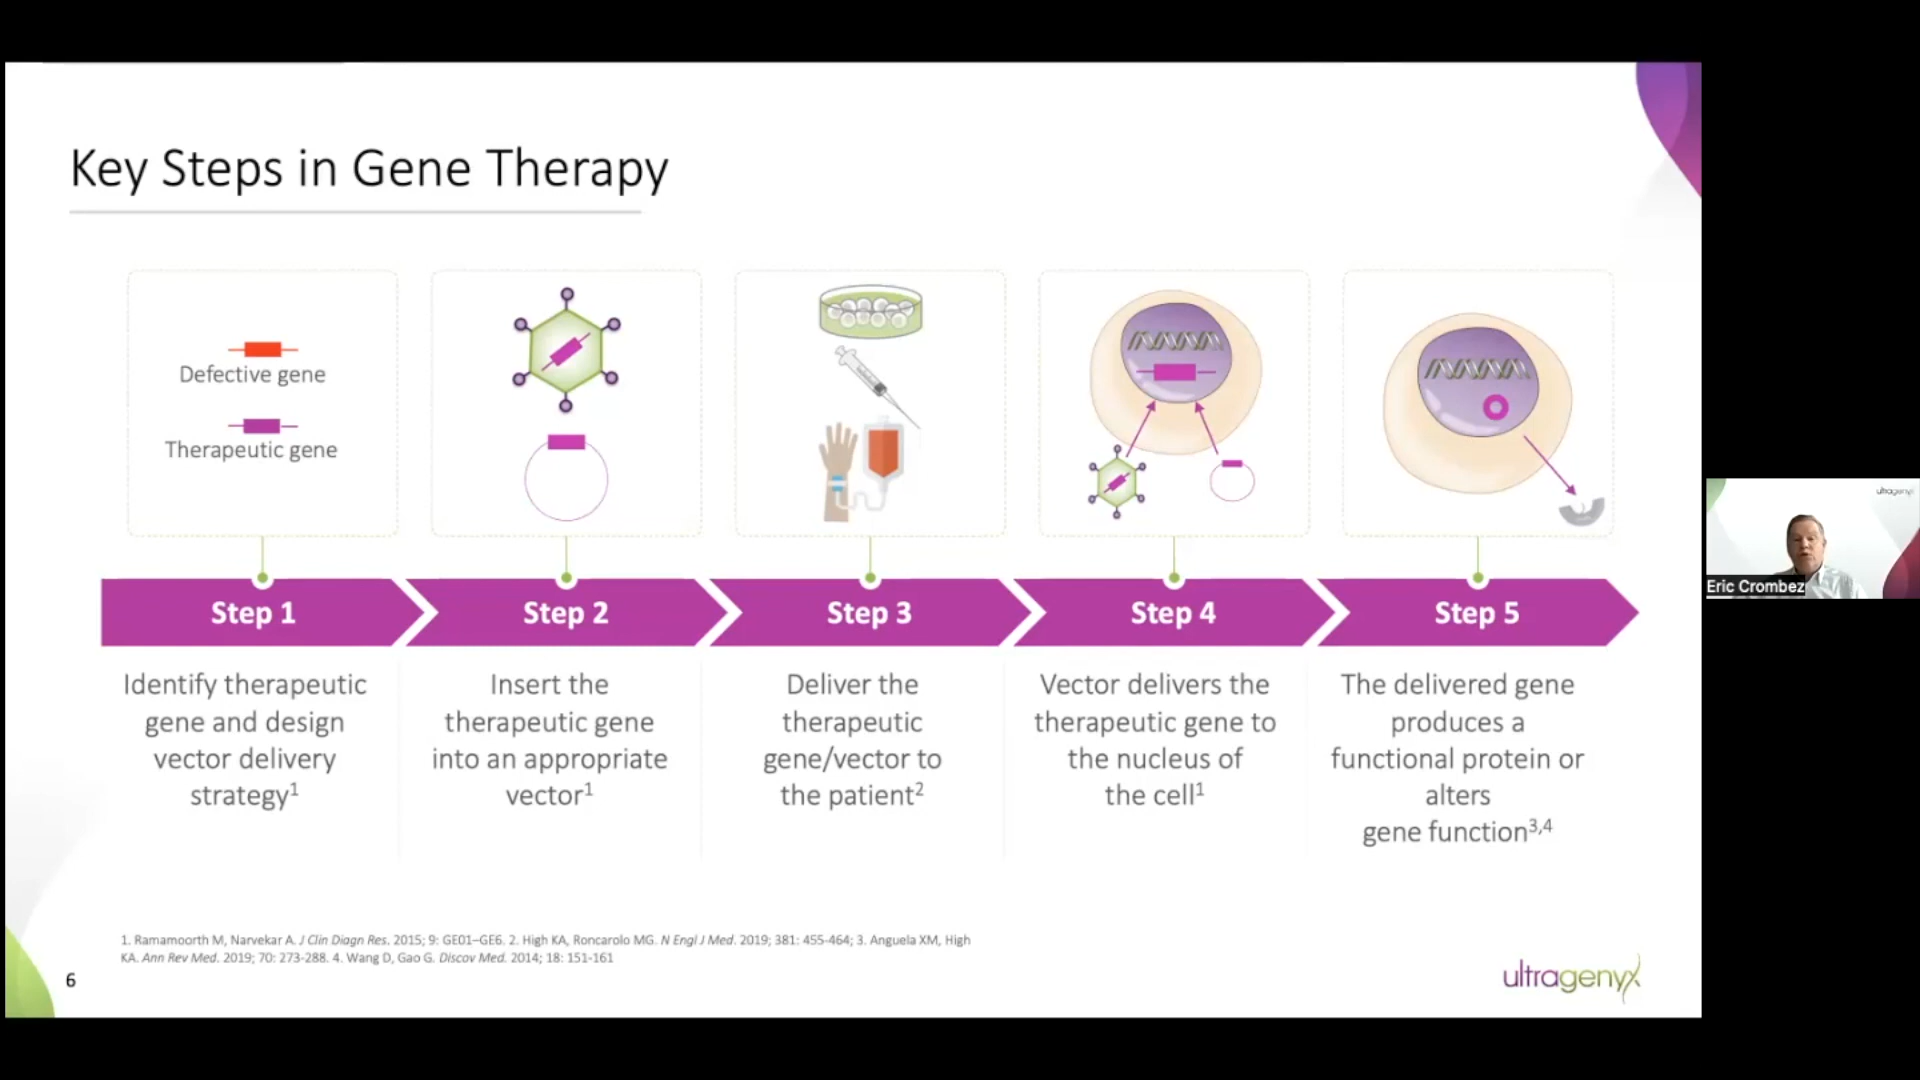 Key Steps in Gene Therapy
Defective gene
Therapeutic gene
Step 1
Step 2
Step 3
Step 4
Step 5
Identify therapeutic
gene and design
vector delivery
strategy¹
Insert the
therapeutic gene
into an appropriate
vector¹
Deliver the
therapeutic
gene/vector to
the patient²
Vector delivers the
therapeutic gene to
the nucleus of
the cell¹
The delivered gene
produces a
functional protein or
alters
gene function³,⁴
1. Ramamoorth M, Narvekar A. J Clin Diagn Res. 2015; 9: GE01–GE6. 2. High KA, Roncarolo MG. N Engl J Med. 2019; 381: 455-464; 3. Anguela XM, High
KA. Ann Rev Med. 2019; 70: 273-288. 4. Wang D, Gao G. Discov Med. 2014; 18: 151-161
6
ultragenyx
ultragenyx
Eric Crombez